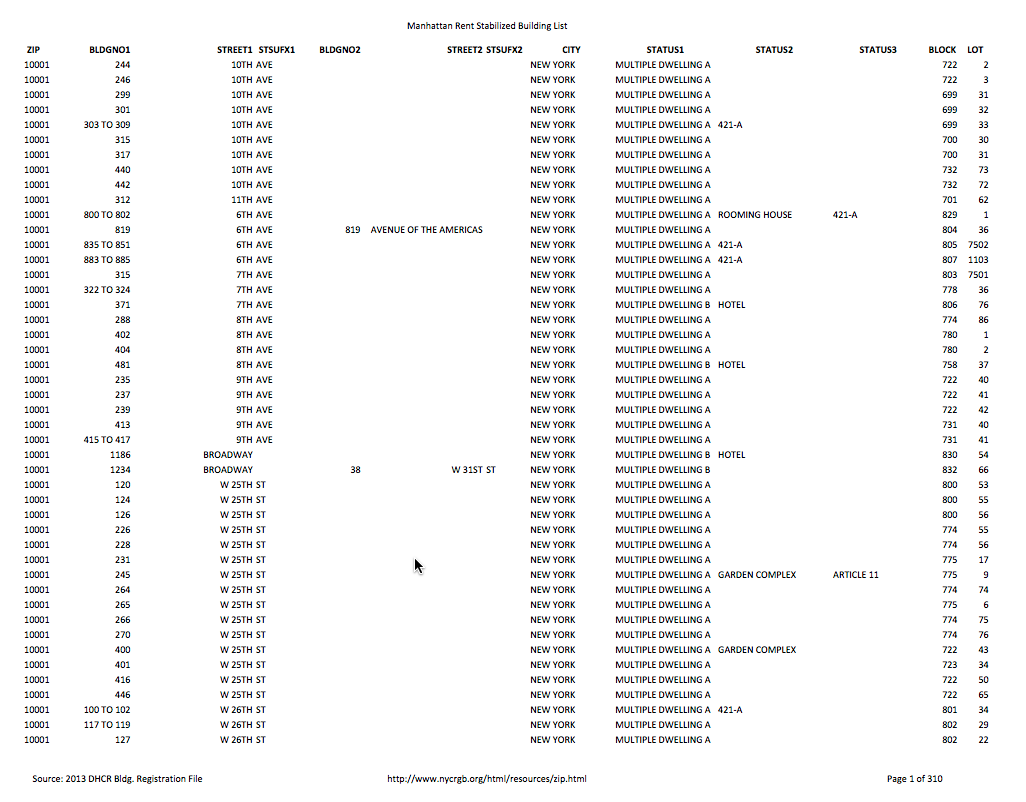 Manhattan Rent Stabilized Building List
ZIP BLDGNO1 STREET1 STSUFX1 BLDGNO2 STREET2 STSUFX2 CITY STATUS1 STATUS2 STATUS3 BLOCK LOT
10001 244 10TH AVE NEW YORK MULTIPLE DWELLING A 722 2
10001 246 10TH AVE NEW YORK MULTIPLE DWELLING A 722 3
10001 299 10TH AVE NEW YORK MULTIPLE DWELLING A 699 31
10001 301 10TH AVE NEW YORK MULTIPLE DWELLING A 699 32
10001 303 TO 309 10TH AVE NEW YORK MULTIPLE DWELLING A 421-A 699 33
10001 315 10TH AVE NEW YORK MULTIPLE DWELLING A 700 30
10001 317 10TH AVE NEW YORK MULTIPLE DWELLING A 700 31
10001 440 10TH AVE NEW YORK MULTIPLE DWELLING A 732 73
10001 442 10TH AVE NEW YORK MULTIPLE DWELLING A 732 72
10001 312 11TH AVE NEW YORK MULTIPLE DWELLING A 701 62
10001 800 TO 802 6TH AVE NEW YORK MULTIPLE DWELLING A ROOMING HOUSE 421-A 829 1
10001 819 6TH AVE 819 AVENUE OF THE AMERICAS NEW YORK MULTIPLE DWELLING A 804 36
10001 835 TO 851 6TH AVE NEW YORK MULTIPLE DWELLING A 421-A 805 7502
10001 883 TO 885 6TH AVE NEW YORK MULTIPLE DWELLING A 421-A 807 1103
10001 315 7TH AVE NEW YORK MULTIPLE DWELLING A 803 7501
10001 322 TO 324 7TH AVE NEW YORK MULTIPLE DWELLING A 778 36
10001 371 7TH AVE NEW YORK MULTIPLE DWELLING B HOTEL 806 76
10001 288 8TH AVE NEW YORK MULTIPLE DWELLING A 774 86
10001 402 8TH AVE NEW YORK MULTIPLE DWELLING A 780 1
10001 404 8TH AVE NEW YORK MULTIPLE DWELLING A 780 2
10001 481 8TH AVE NEW YORK MULTIPLE DWELLING B HOTEL 758 37
10001 235 9TH AVE NEW YORK MULTIPLE DWELLING A 722 40
10001 237 9TH AVE NEW YORK MULTIPLE DWELLING A 722 41
10001 239 9TH AVE NEW YORK MULTIPLE DWELLING A 722 42
10001 413 9TH AVE NEW YORK MULTIPLE DWELLING A 731 40
10001 415 TO 417 9TH AVE NEW YORK MULTIPLE DWELLING A 731 41
10001 1186 BROADWAY NEW YORK MULTIPLE DWELLING B HOTEL 830 54
10001 1234 BROADWAY 38 W 31ST ST NEW YORK MULTIPLE DWELLING B 832 66
10001 120 W 25TH ST NEW YORK MULTIPLE DWELLING A 800 53
10001 124 W 25TH ST NEW YORK MULTIPLE DWELLING A 800 55
10001 126 W 25TH ST NEW YORK MULTIPLE DWELLING A 800 56
10001 226 W 25TH ST NEW YORK MULTIPLE DWELLING A 774 55
10001 228 W 25TH ST NEW YORK MULTIPLE DWELLING A 774 56
10001 231 W 25TH ST NEW YORK MULTIPLE DWELLING A 775 17
10001 245 W 25TH ST NEW YORK MULTIPLE DWELLING A GARDEN COMPLEX ARTICLE 11 775 9
10001 264 W 25TH ST NEW YORK MULTIPLE DWELLING A 774 74
10001 265 W 25TH ST NEW YORK MULTIPLE DWELLING A 775 6
10001 266 W 25TH ST NEW YORK MULTIPLE DWELLING A 774 75
10001 270 W 25TH ST NEW YORK MULTIPLE DWELLING A 774 76
10001 400 W 25TH ST NEW YORK MULTIPLE DWELLING A GARDEN COMPLEX 722 43
10001 401 W 25TH ST NEW YORK MULTIPLE DWELLING A 723 34
10001 416 W 25TH ST NEW YORK MULTIPLE DWELLING A 722 50
10001 446 W 25TH ST NEW YORK MULTIPLE DWELLING A 722 65
10001 100 TO 102 W 26TH ST NEW YORK MULTIPLE DWELLING A 421-A 801 34
10001 117 TO 119 W 26TH ST NEW YORK MULTIPLE DWELLING A 802 29
10001 127 W 26TH ST NEW YORK MULTIPLE DWELLING A 802 22
Source: 2013 DHCR Bldg. Registration File http://www.nycrgb.org/html/resources/zip.html Page 1 of 310